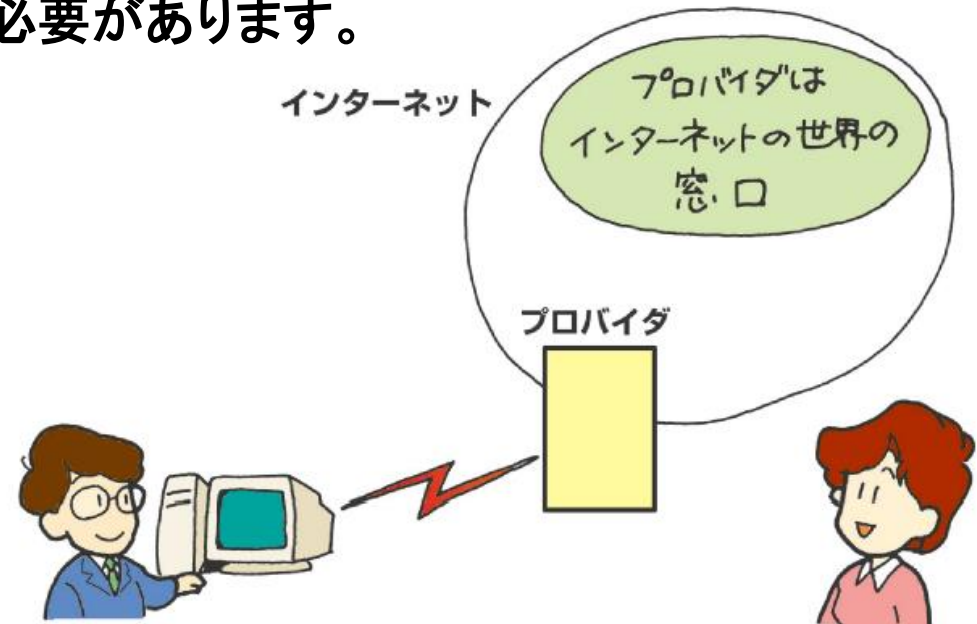 必要があります。
インターネット
プロバイダは
インターネットの世界の
窓口
プロバイダ